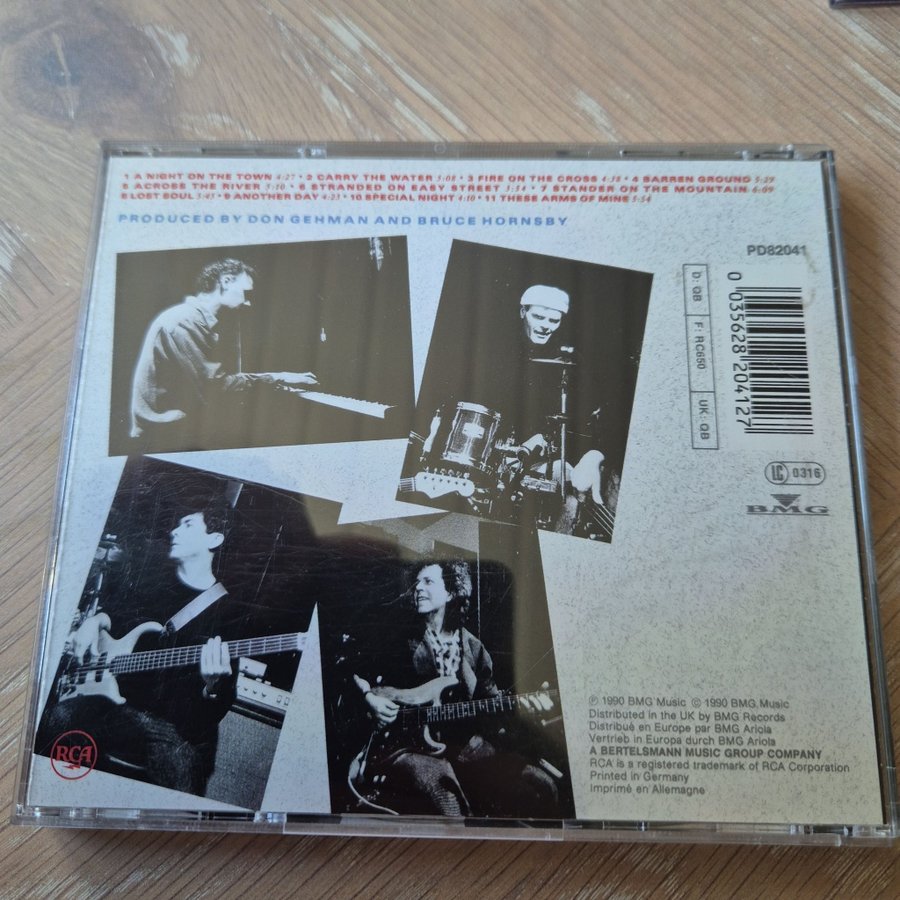 1 A NIGHT ON THE TOWN 4:27 • 2 CARRY THE WATER 5:08 • 3 FIRE ON THE CROSS 4:38 • 4 BARREN GROUND 5:29
5 ACROSS THE RIVER 5:10 • 6 STRANDED ON EASY STREET 5:34 • 7 STANDER ON THE MOUNTAIN 6:09
8 LOST SOUL 5:45 • 9 ANOTHER DAY 4:23 • 10 SPECIAL NIGHT 4:10 • 11 THESE ARMS OF MINE 5:54
PRODUCED BY DON GEHMAN AND BRUCE HORNSBY
PD82041
D: QB
F: RC650
UK: QB
0 035628 204127
LC 0316
BMG
RCA
℗ 1990 BMG Music © 1990 BMG Music
Distributed in the UK by BMG Records
Distribué en Europe par BMG Ariola
Vertrieb in Europa durch BMG Ariola
A BERTELSMANN MUSIC GROUP COMPANY
RCA is a registered trademark of RCA Corporation
Printed in Germany
Imprimé en Allemagne